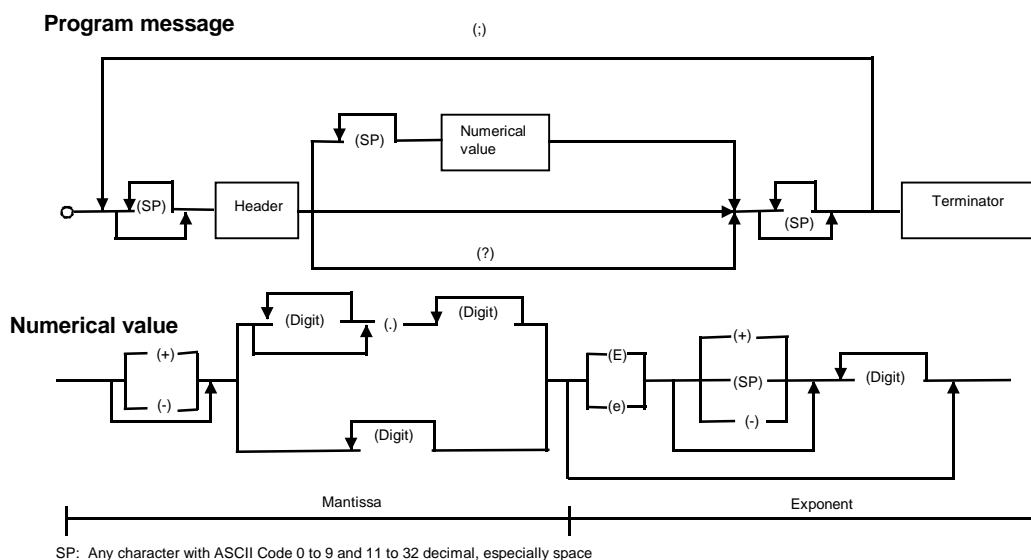 Program message
(;)
(SP)
Numerical
value
(SP)
Header
(SP)
Terminator
(?)
Numerical value
(+)
(-)
(Digit)
(.)
(Digit)
(Digit)
(E)
(e)
(+)
(SP)
(-)
(Digit)
Mantissa
Exponent
SP: Any character with ASCII Code 0 to 9 and 11 to 32 decimal, especially space